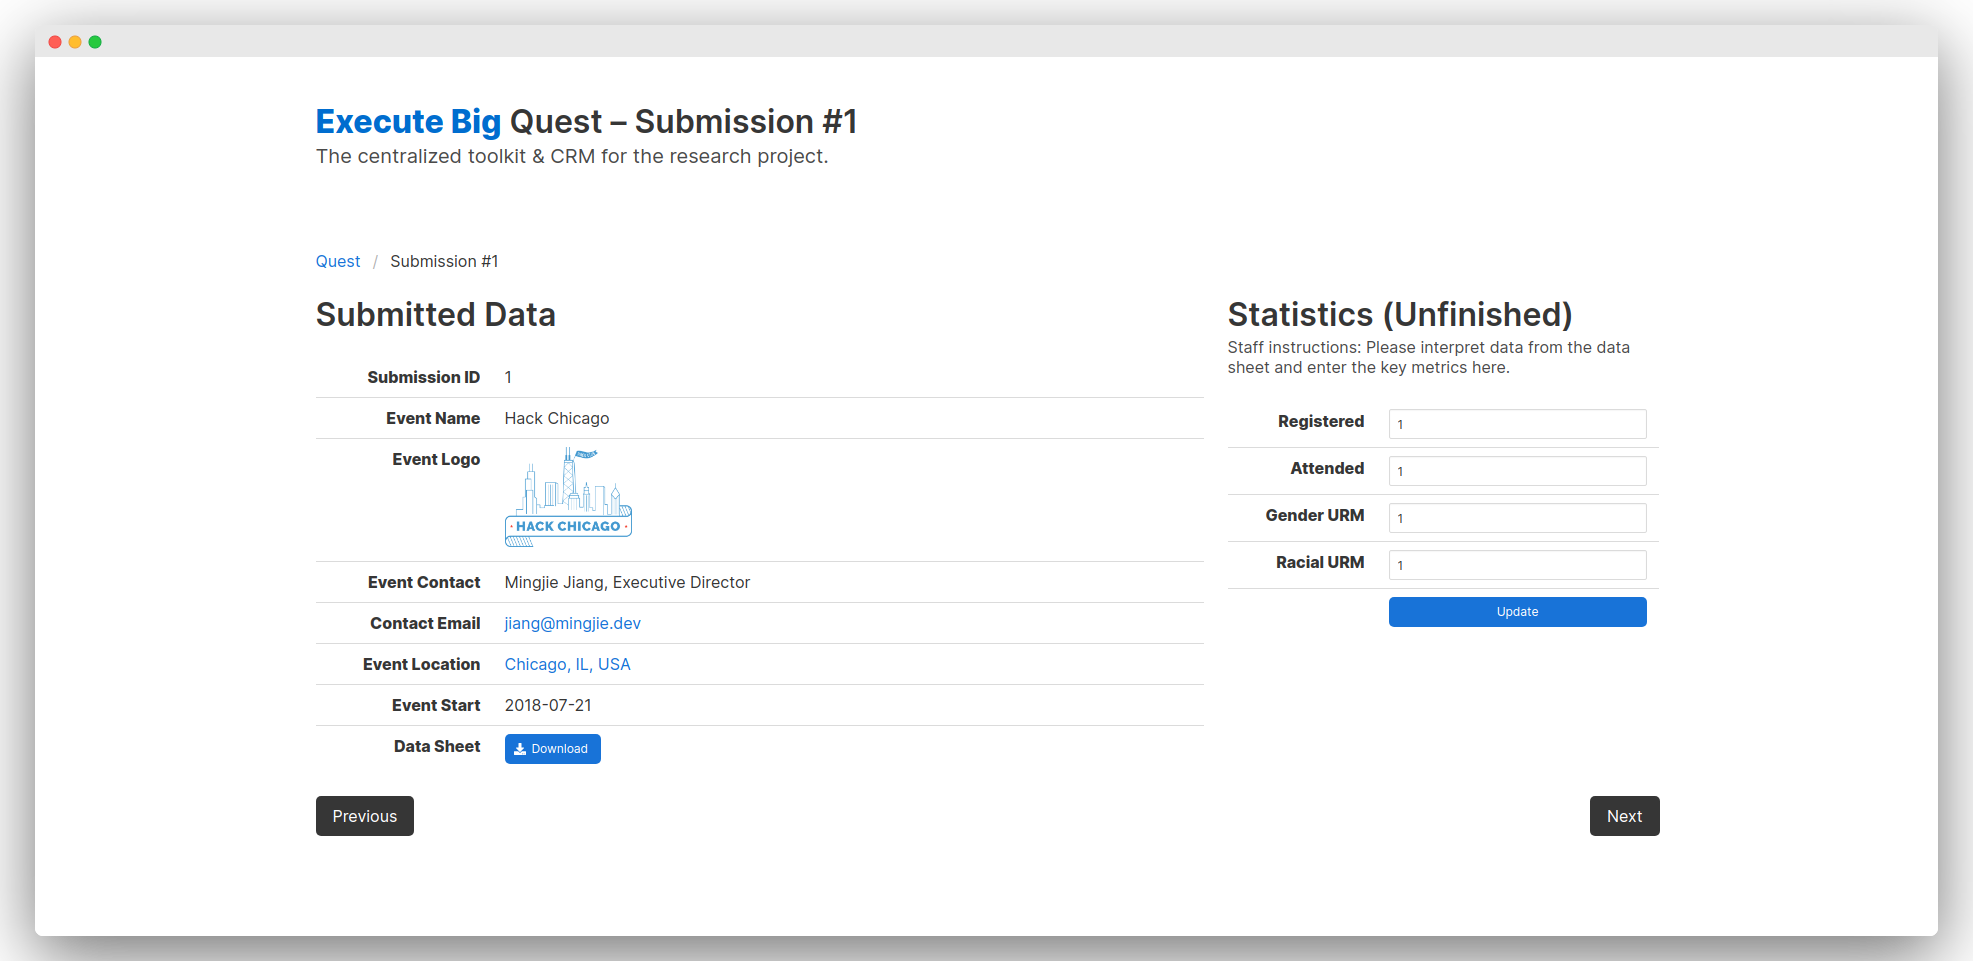 Execute Big Quest – Submission #1
The centralized toolkit & CRM for the research project.
Quest / Submission #1
Submitted Data
Submission ID 1
Event Name Hack Chicago
Event Logo
HACK CHICAGO
Event Contact Mingjie Jiang, Executive Director
Contact Email jiang@mingjie.dev
Event Location Chicago, IL, USA
Event Start 2018-07-21
Data Sheet Download
Statistics (Unfinished)
Staff instructions: Please interpret data from the data
sheet and enter the key metrics here.
Registered 1
Attended 1
Gender URM 1
Racial URM 1
Update
Previous
Next